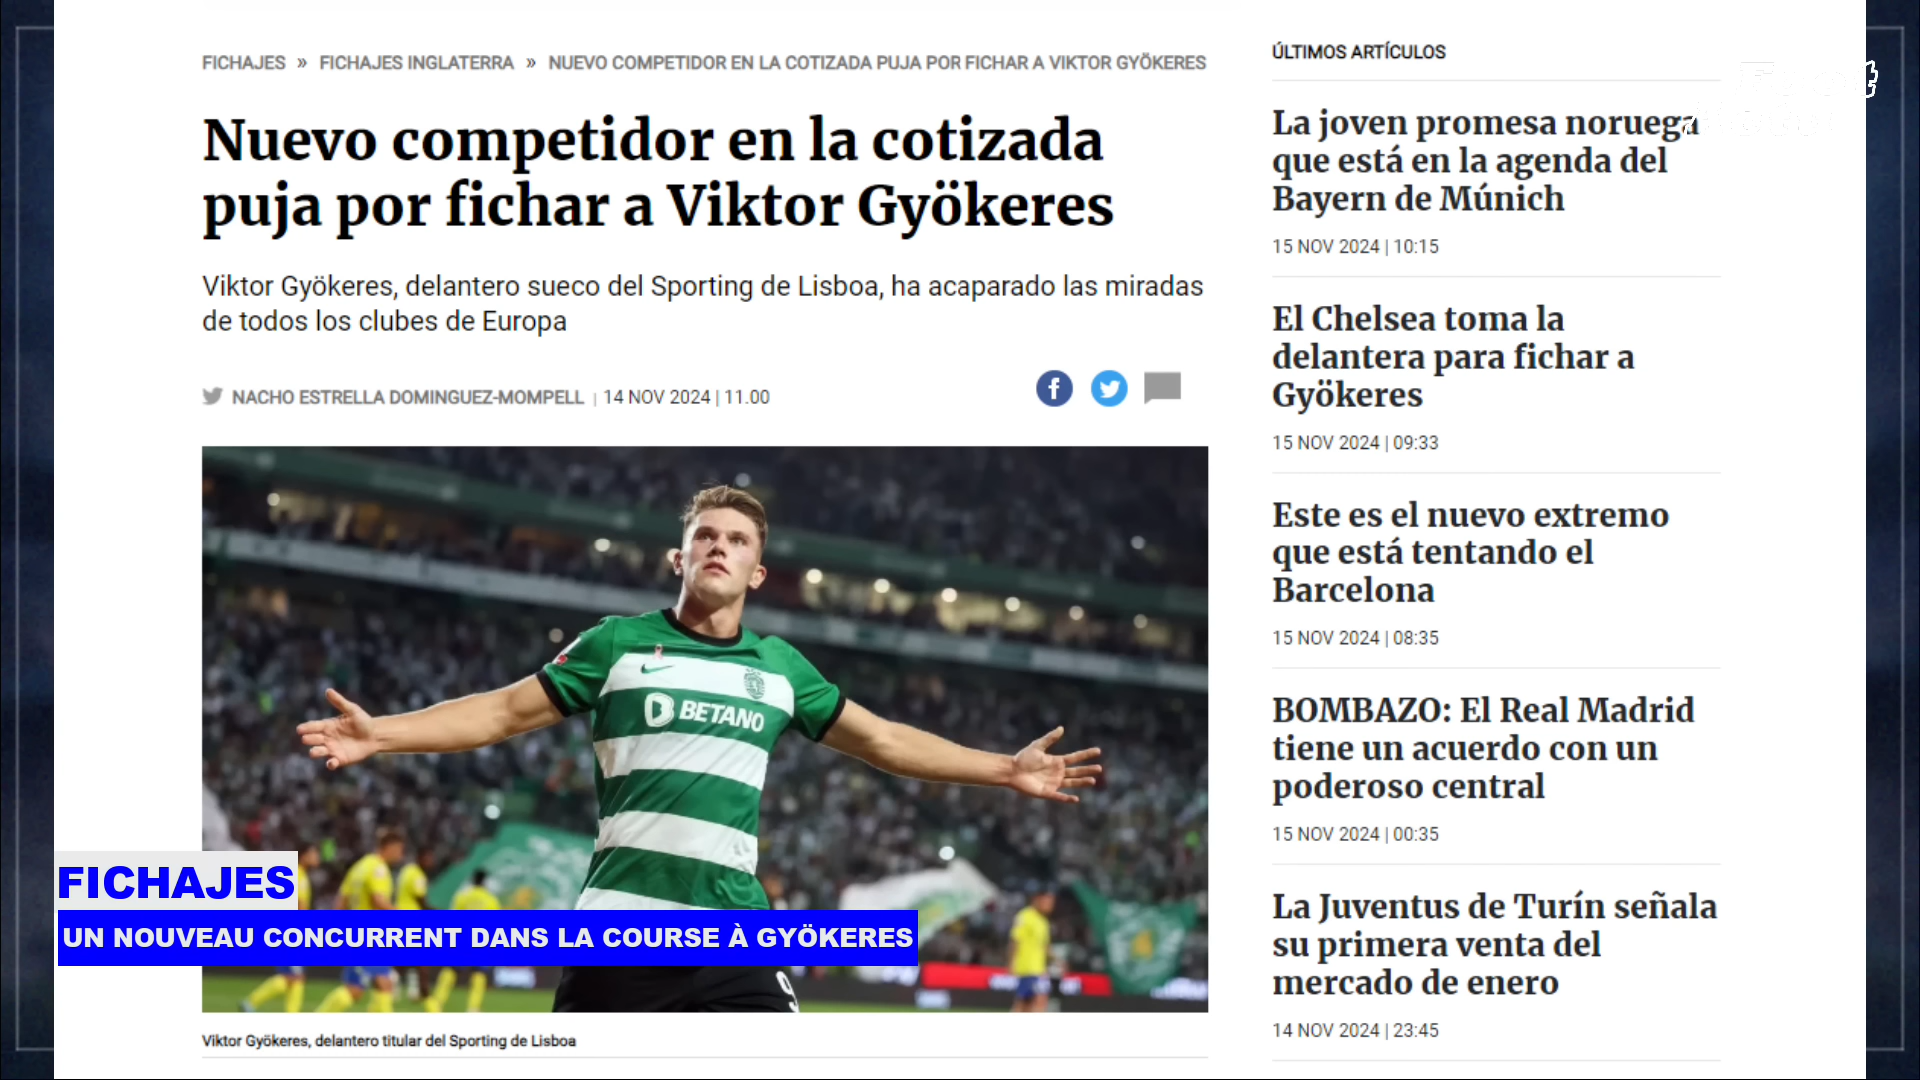 FICHAJES » FICHAJES INGLATERRA » NUEVO COMPETIDOR EN LA COTIZADA PUJA POR FICHAR A VIKTOR GYÖKERES
Nuevo competidor en la cotizada
puja por fichar a Viktor Gyökeres
Viktor Gyökeres, delantero sueco del Sporting de Lisboa, ha acaparado las miradas
de todos los clubes de Europa
NACHO ESTRELLA DOMINGUEZ-MOMPELL | 14 NOV 2024 | 11.00
BETANO
9
FICHAJES
UN NOUVEAU CONCURRENT DANS LA COURSE À GYÖKERES
Viktor Gyökeres, delantero titular del Sporting de Lisboa
ÚLTIMOS ARTÍCULOS
La joven promesa noruega
que está en la agenda del
Bayern de Múnich
15 NOV 2024 | 10:15
El Chelsea toma la
delantera para fichar a
Gyökeres
15 NOV 2024 | 09:33
Este es el nuevo extremo
que está tentando el
Barcelona
15 NOV 2024 | 08:35
BOMBAZO: El Real Madrid
tiene un acuerdo con un
poderoso central
15 NOV 2024 | 00:35
La Juventus de Turín señala
su primera venta del
mercado de enero
14 NOV 2024 | 23:45